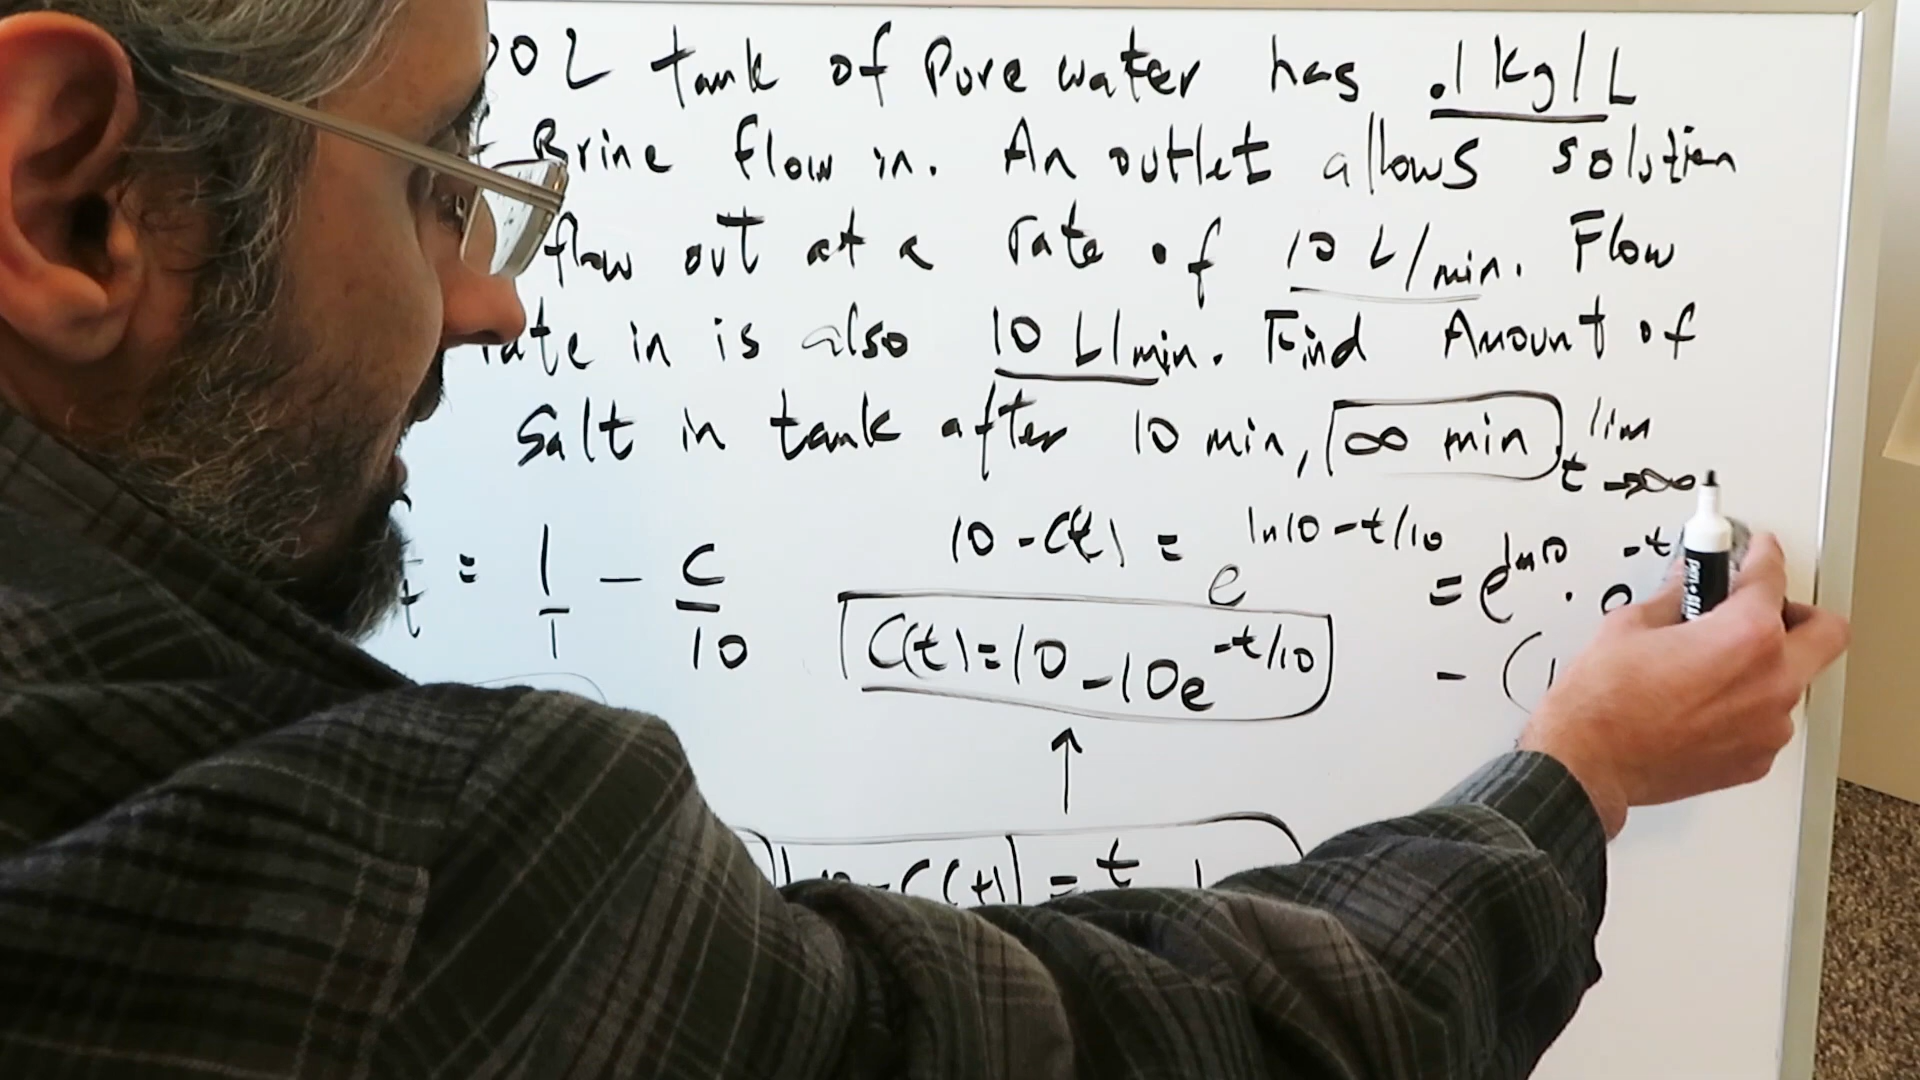 00L tank of Pure water has .1 kg/L
Brine flow in. An outlet allows solution
flow out at a rate of 10 L/min. Flow
rate in is also 10 L/min. Find Amount of
Salt in tank after 10 min, ∞ min lim t→∞
10 - C(t) = e^ln10-t/10 = e^ln10 · e^-t
t = 1/1 - C/10
C(t) = 10 - 10e^-t/10
- (1
10 - C(t)| = t